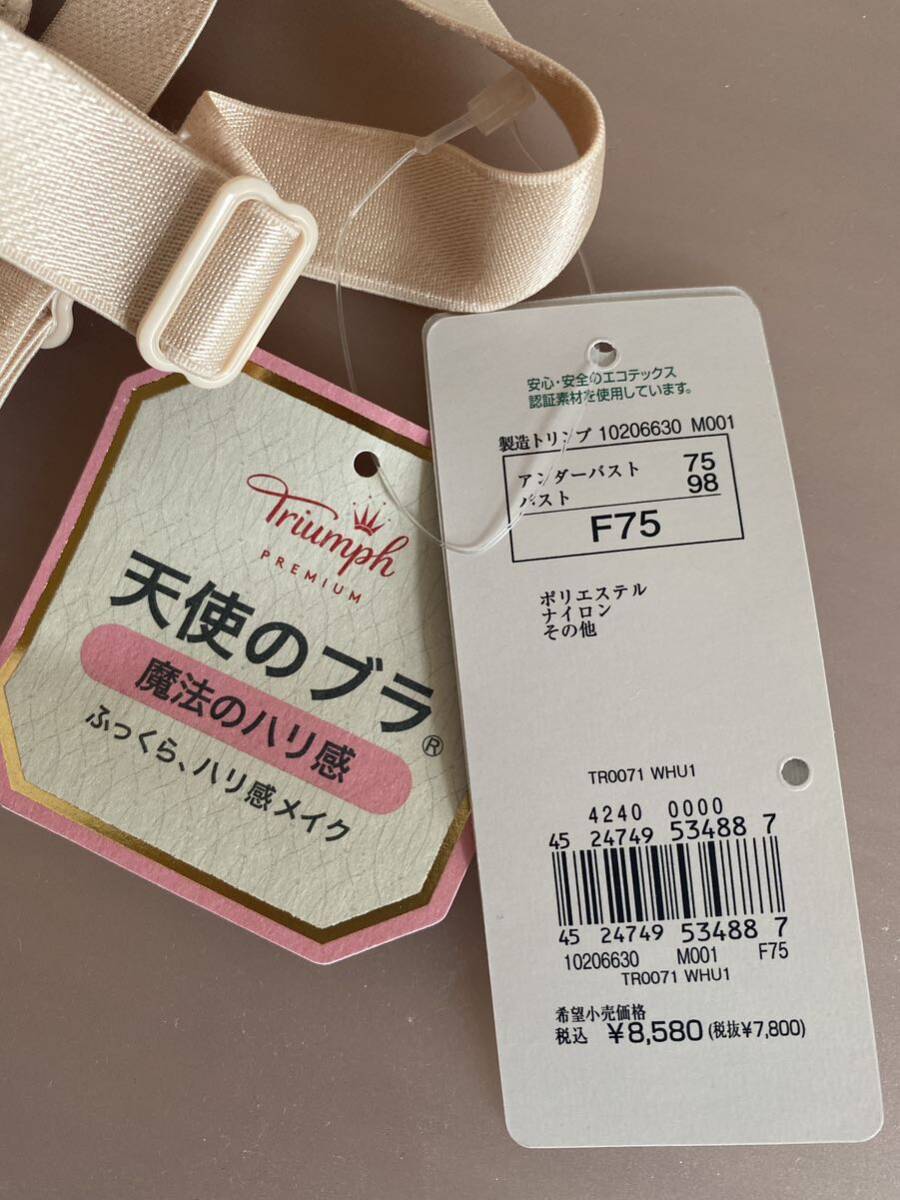 Triumph
PREMIUM
天使のブラ®
魔法のハリ感
ふっくら、ハリ感メイク
安心・安全のエコテックス
認証素材を使用しています。
製造トリンプ 10206630 M001
アンダーバスト 75
バスト 98
F75
ポリエステル
ナイロン
その他
TR0071 WHU1
4240 0000
45 24749 53488 7
45 24749 53488 7
10206630 M001 F75
TR0071 WHU1
希望小売価格
税込 ¥8,580 (税抜¥7,800)